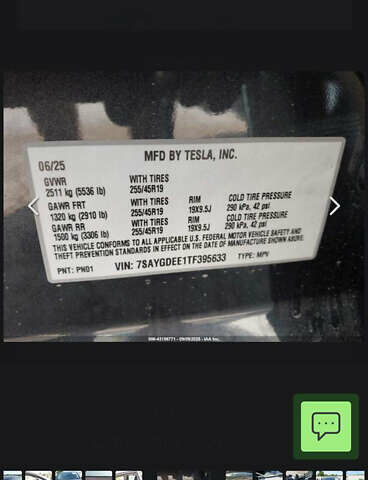 06/25
MFD BY TESLA, INC.
GVWR
2511 kg (5536 lb)
WITH TIRES
255/45R19
GAWR FRT
1320 kg (2910 lb)
WITH TIRES
255/45R19
RIM
19X9.5J
COLD TIRE PRESSURE
290 kPa, 42 psi
GAWR RR
1500 kg (3306 lb)
WITH TIRES
255/45R19
RIM
19X9.5J
COLD TIRE PRESSURE
290 kPa, 42 psi
THIS VEHICLE CONFORMS TO ALL APPLICABLE U.S. FEDERAL MOTOR VEHICLE SAFETY AND
THEFT PREVENTION STANDARDS IN EFFECT ON THE DATE OF MANUFACTURE SHOWN ABOVE.
PNT: PN01
VIN: 7SAYGDEE1TF395633
TYPE: MPV
IAA Inc.